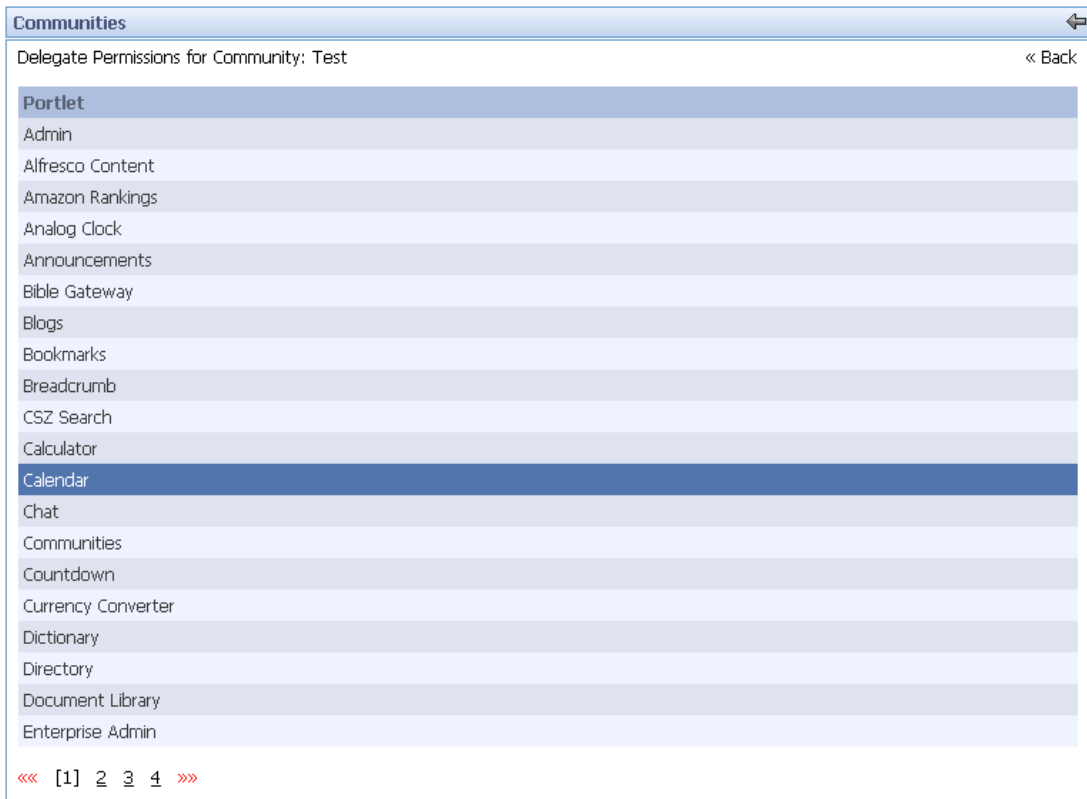 Communities
Delegate Permissions for Community: Test « Back
Portlet
Admin
Alfresco Content
Amazon Rankings
Analog Clock
Announcements
Bible Gateway
Blogs
Bookmarks
Breadcrumb
CSZ Search
Calculator
Calendar
Chat
Communities
Countdown
Currency Converter
Dictionary
Directory
Document Library
Enterprise Admin
«« [1] 2 3 4 »»